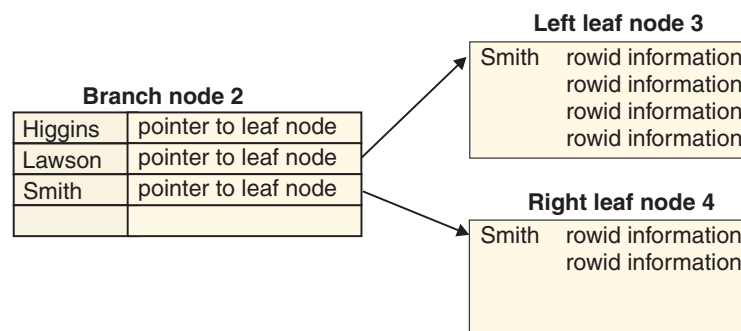 Branch node 2
Higgins pointer to leaf node
Lawson pointer to leaf node
Smith pointer to leaf node
Left leaf node 3
Smith rowid information
rowid information
rowid information
rowid information
Right leaf node 4
Smith rowid information
rowid information